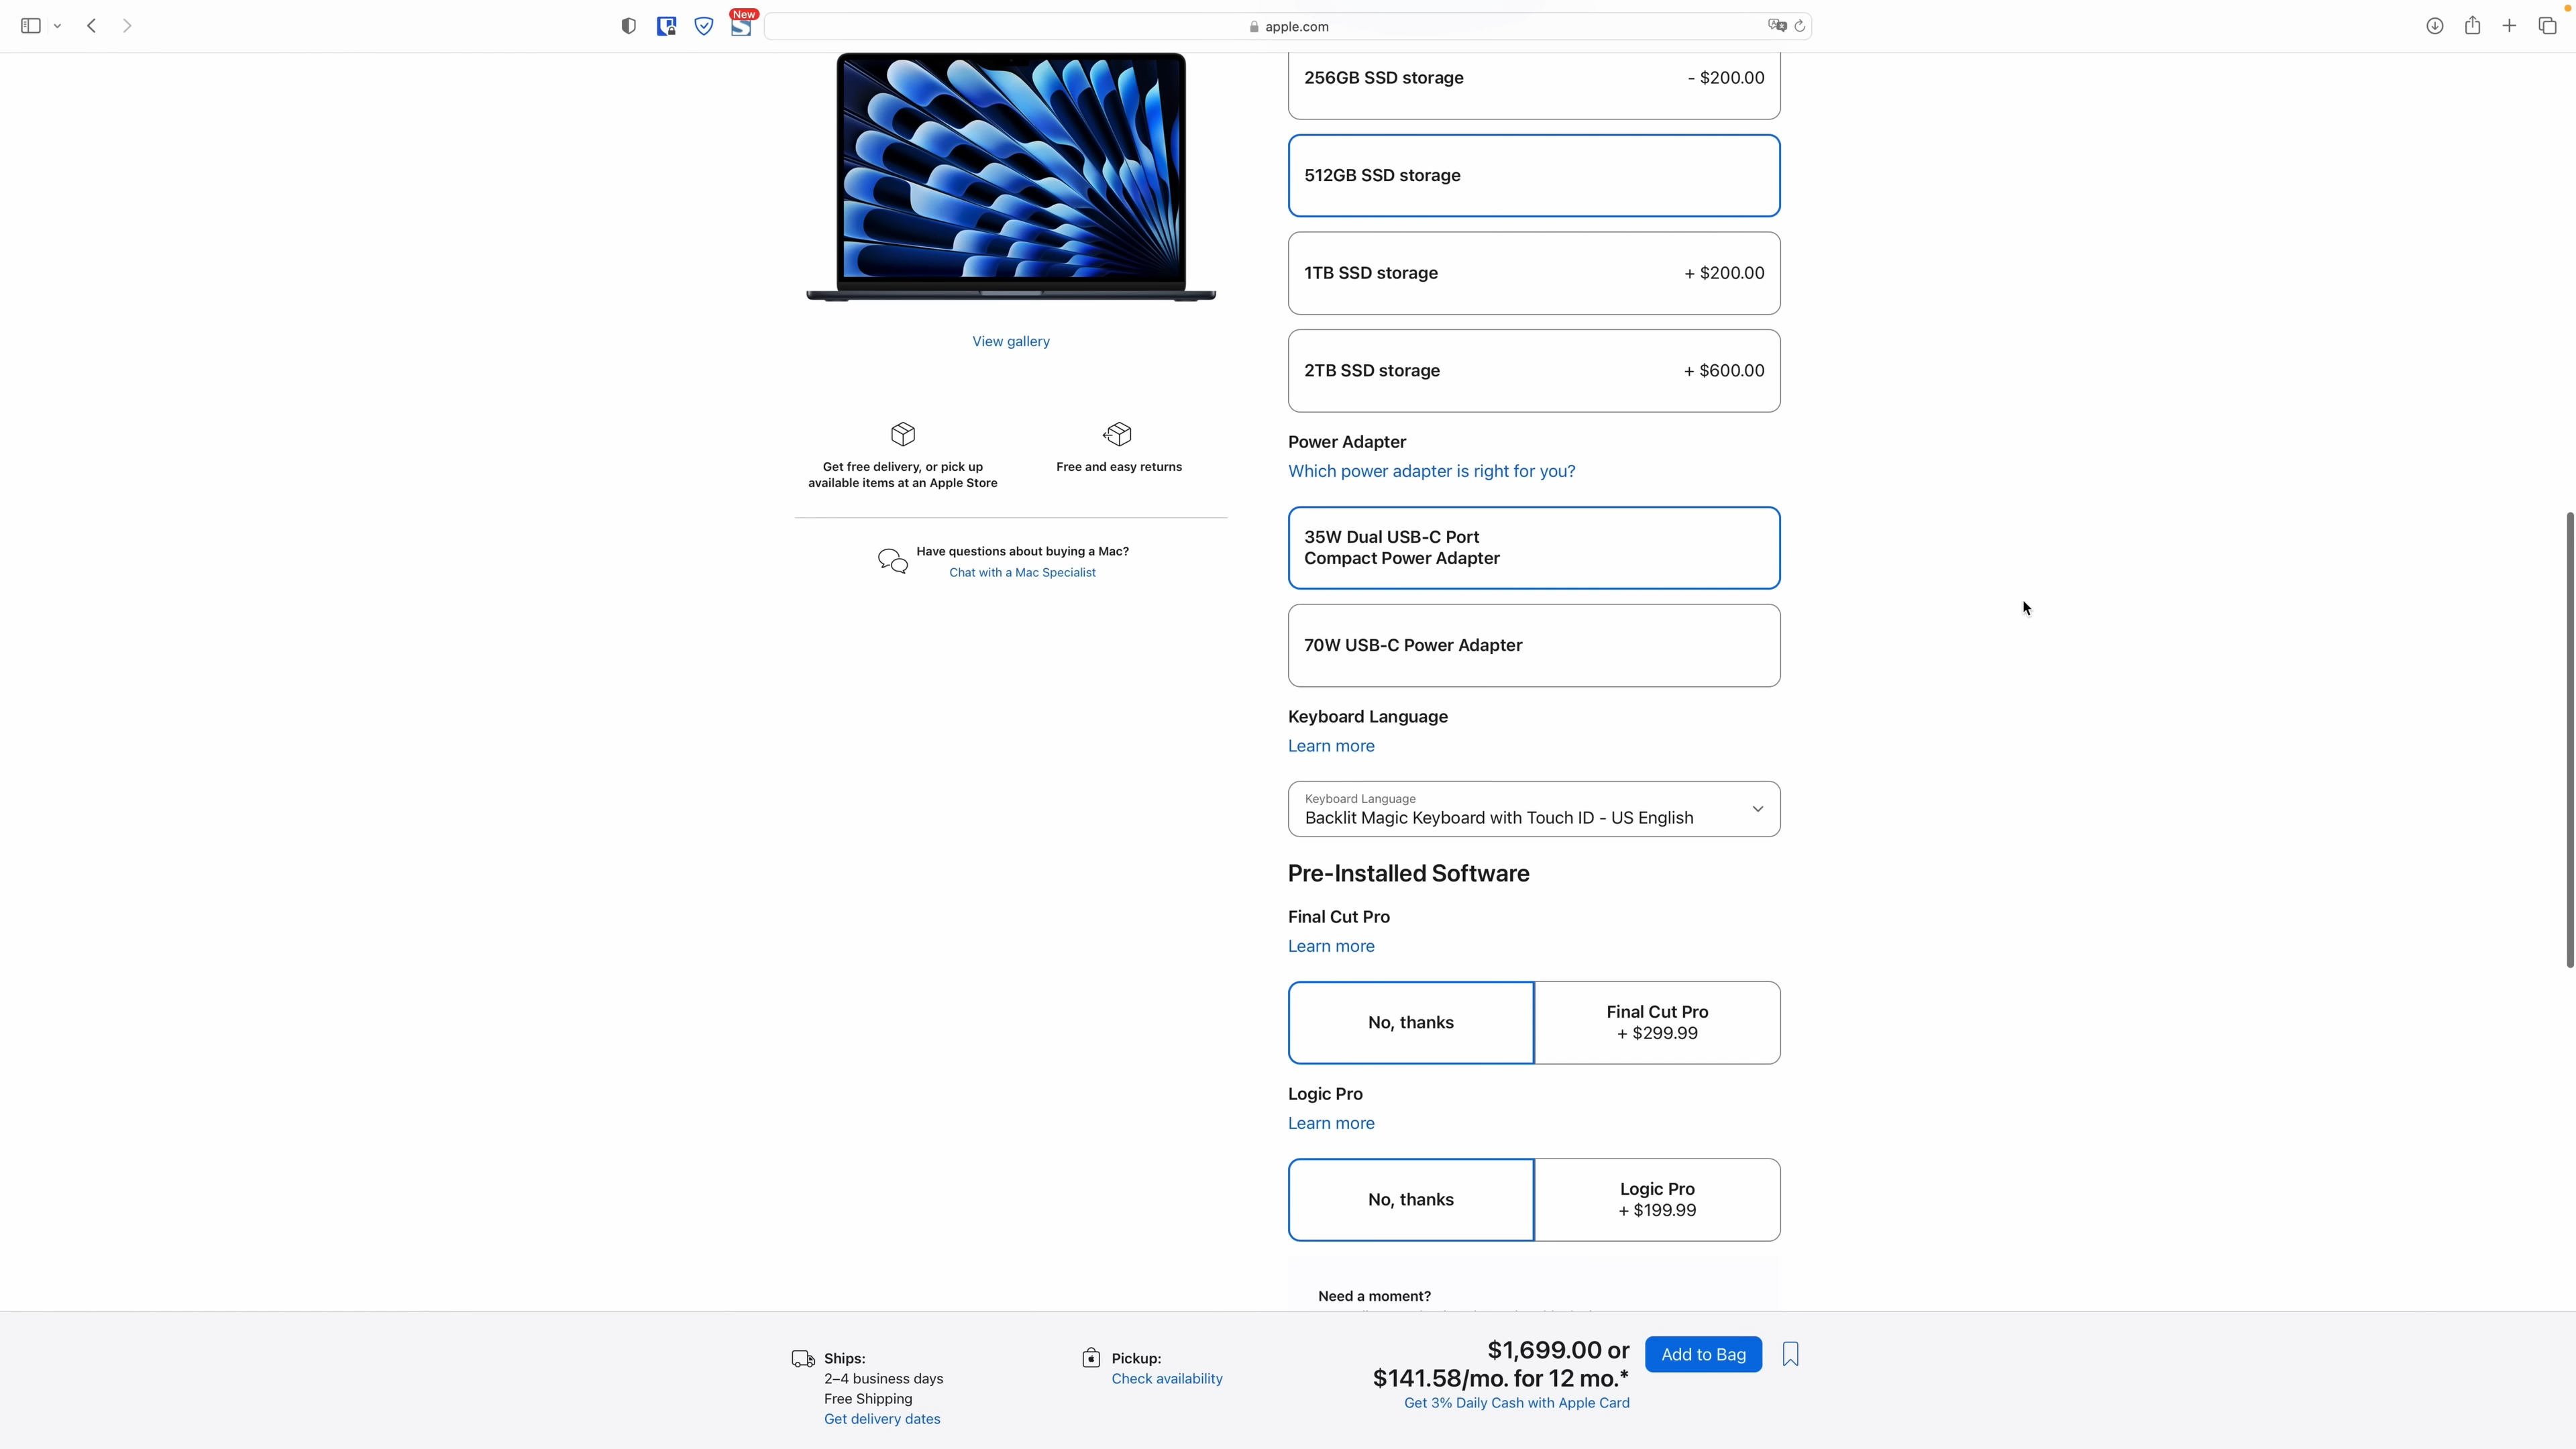 New
apple.com
256GB SSD storage - $200.00
512GB SSD storage
1TB SSD storage + $200.00
2TB SSD storage + $600.00
View gallery
Get free delivery, or pick up
available items at an Apple Store
Free and easy returns
Have questions about buying a Mac?
Chat with a Mac Specialist
Power Adapter
Which power adapter is right for you?
35W Dual USB-C Port
Compact Power Adapter
70W USB-C Power Adapter
Keyboard Language
Learn more
Keyboard Language
Backlit Magic Keyboard with Touch ID - US English
Pre-Installed Software
Final Cut Pro
Learn more
No, thanks
Final Cut Pro
+ $299.99
Logic Pro
Learn more
No, thanks
Logic Pro
+ $199.99
Need a moment?
Ships:
2–4 business days
Free Shipping
Get delivery dates
Pickup:
Check availability
$1,699.00 or
$141.58/mo. for 12 mo.*
Get 3% Daily Cash with Apple Card
Add to Bag